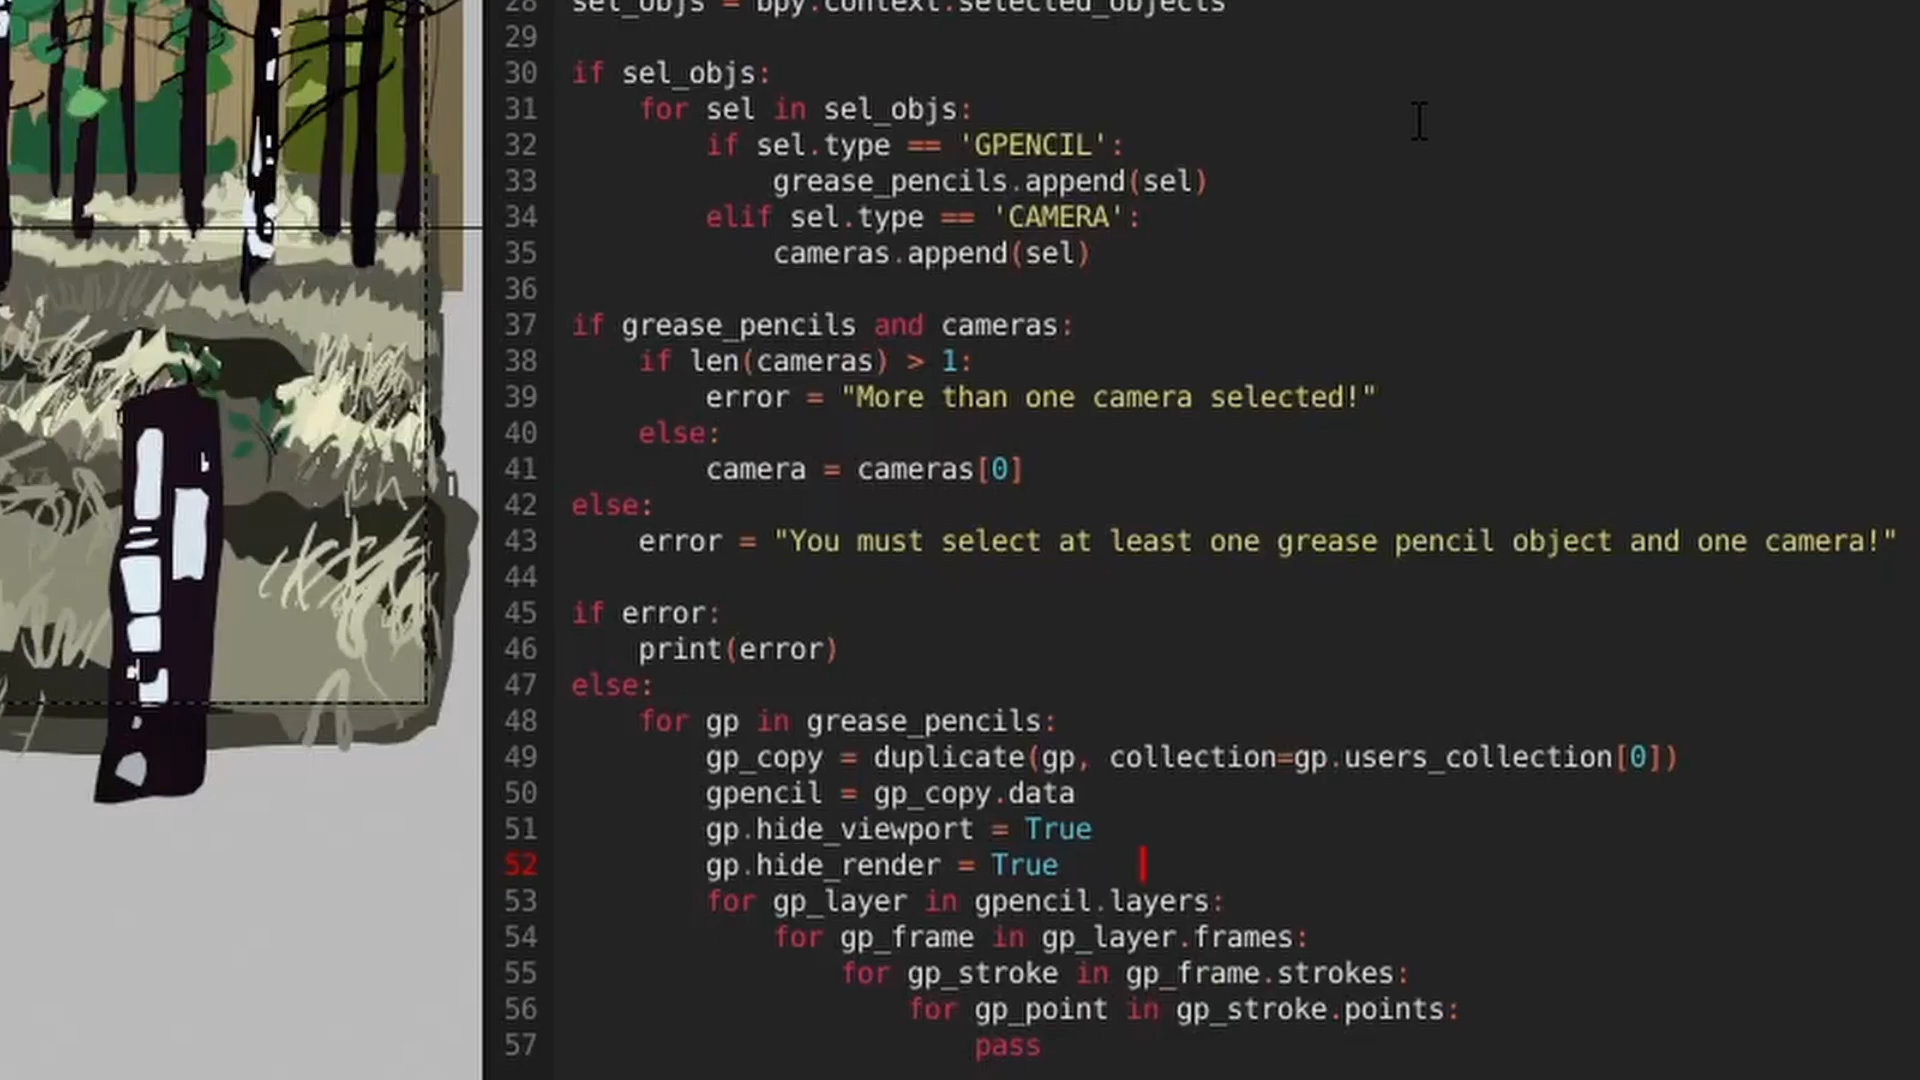 28 sel_objs = bpy.context.selected_objects
29
30 if sel_objs:
31     for sel in sel_objs:
32         if sel.type == 'GPENCIL':
33             grease_pencils.append(sel)
34         elif sel.type == 'CAMERA':
35             cameras.append(sel)
36
37 if grease_pencils and cameras:
38     if len(cameras) > 1:
39         error = "More than one camera selected!"
40     else:
41         camera = cameras[0]
42 else:
43     error = "You must select at least one grease pencil object and one camera!"
44
45 if error:
46     print(error)
47 else:
48     for gp in grease_pencils:
49         gp_copy = duplicate(gp, collection=gp.users_collection[0])
50         gpencil = gp_copy.data
51         gp.hide_viewport = True
52         gp.hide_render = True
53         for gp_layer in gpencil.layers:
54             for gp_frame in gp_layer.frames:
55                 for gp_stroke in gp_frame.strokes:
56                     for gp_point in gp_stroke.points:
57                         pass